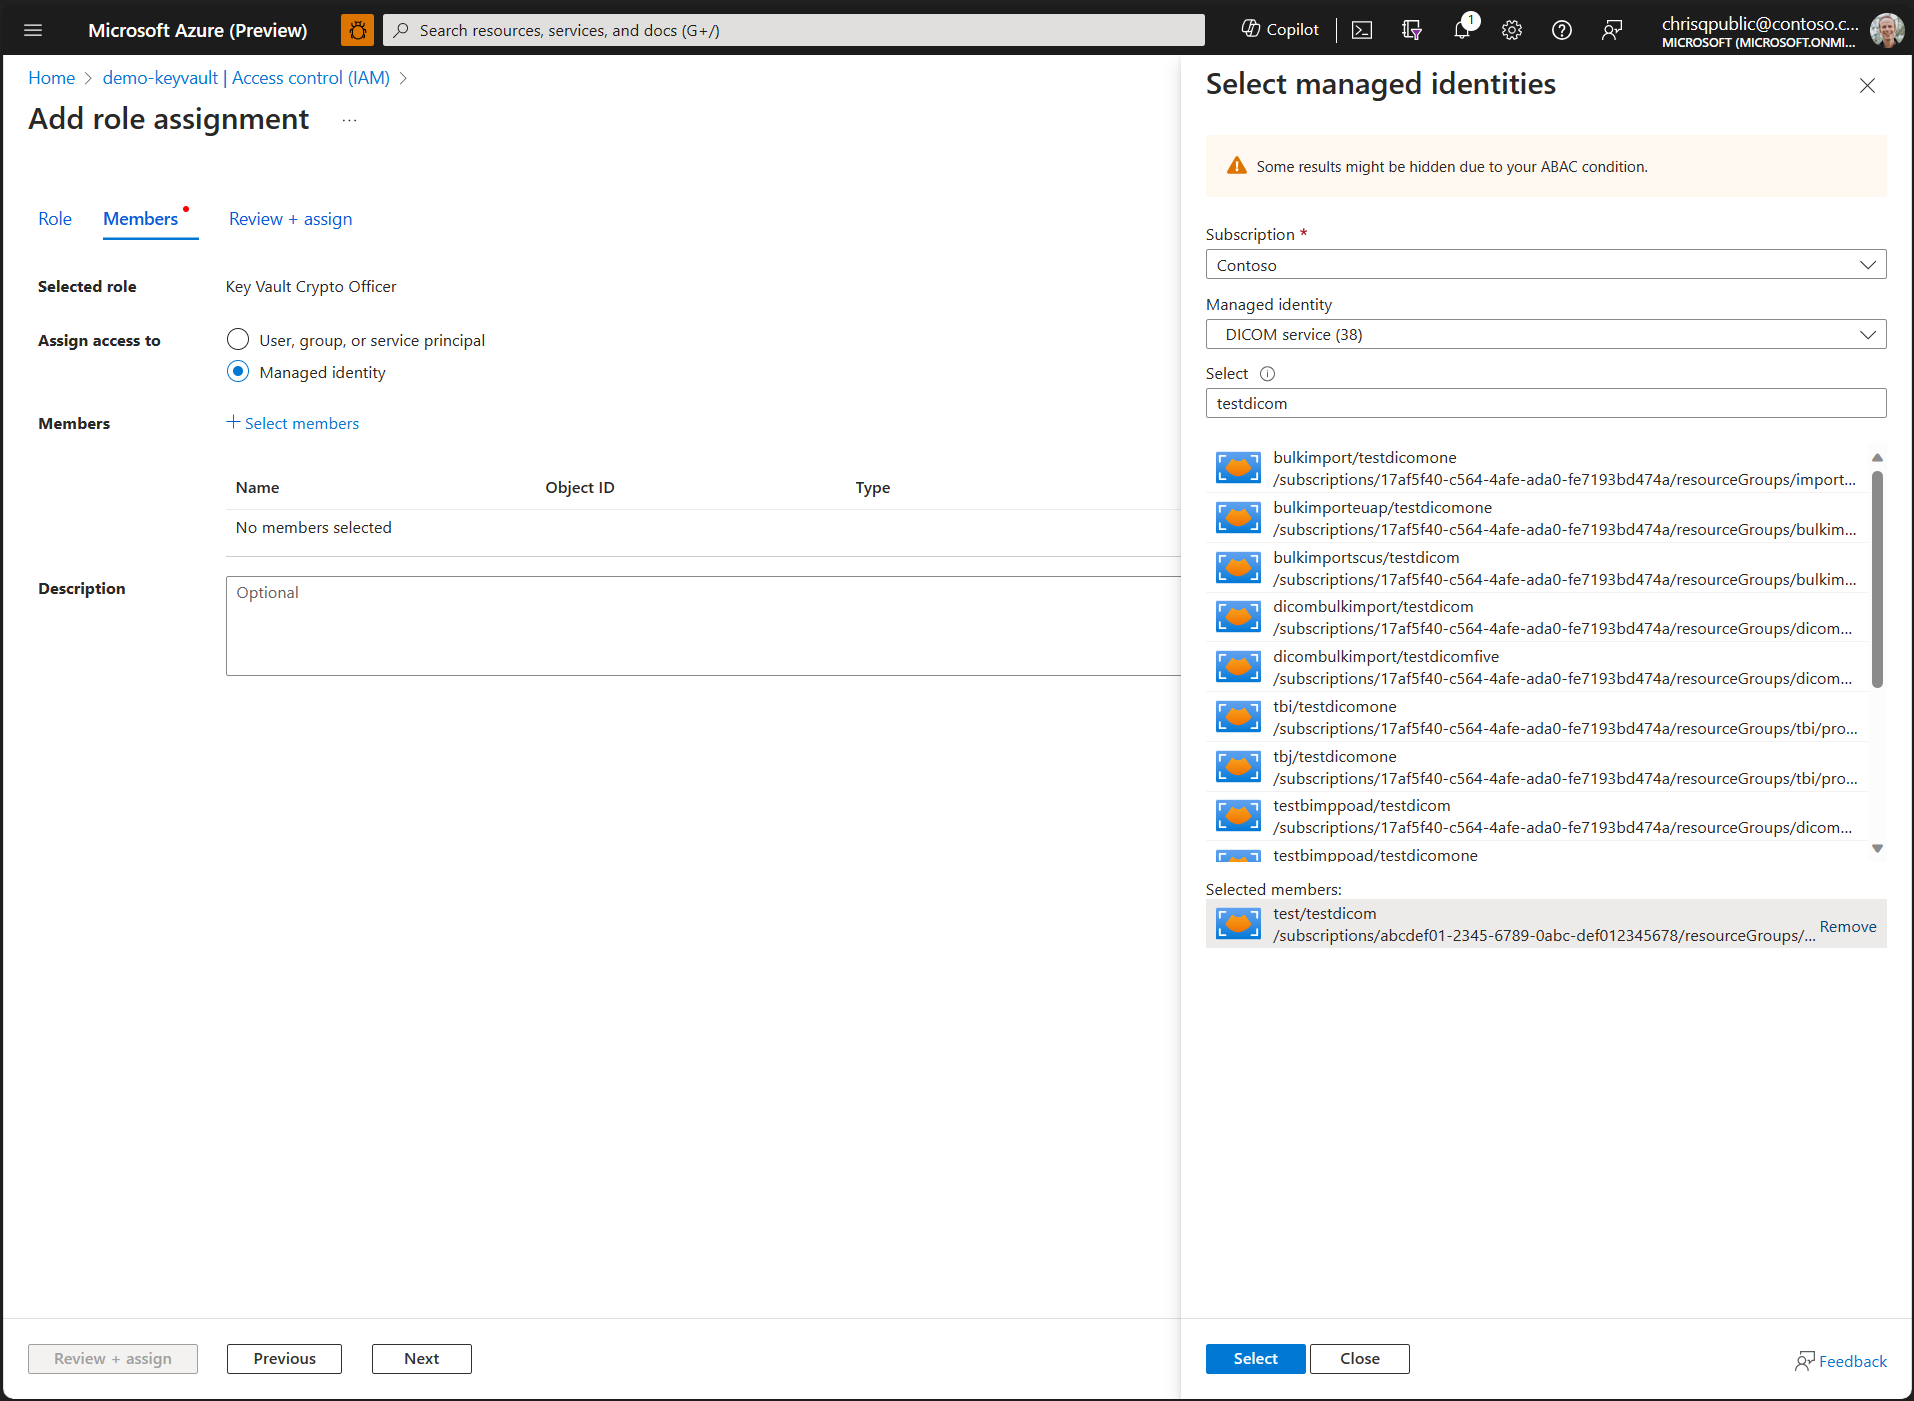 Microsoft Azure (Preview)
Search resources, services, and docs (G+/)
Copilot
1
chrisqpublic@contoso.c...
MICROSOFT (MICROSOFT.ONMI...
Home > demo-keyvault | Access control (IAM) >
Add role assignment ...
Role
Members
Review + assign
Selected role
Key Vault Crypto Officer
Assign access to
User, group, or service principal
Managed identity
Members
+ Select members
Name
Object ID
Type
No members selected
Description
Optional
Review + assign
Previous
Next
Select managed identities
Some results might be hidden due to your ABAC condition.
Subscription *
Contoso
Managed identity
DICOM service (38)
Select
testdicom
bulkimport/testdicomone
/subscriptions/17af5f40-c564-4afe-ada0-fe7193bd474a/resourceGroups/import...
bulkimporteuap/testdicomone
/subscriptions/17af5f40-c564-4afe-ada0-fe7193bd474a/resourceGroups/bulkim...
bulkimportscus/testdicom
/subscriptions/17af5f40-c564-4afe-ada0-fe7193bd474a/resourceGroups/bulkim...
dicombulkimport/testdicom
/subscriptions/17af5f40-c564-4afe-ada0-fe7193bd474a/resourceGroups/dicom...
dicombulkimport/testdicomfive
/subscriptions/17af5f40-c564-4afe-ada0-fe7193bd474a/resourceGroups/dicom...
tbi/testdicomone
/subscriptions/17af5f40-c564-4afe-ada0-fe7193bd474a/resourceGroups/tbi/pro...
tbj/testdicomone
/subscriptions/17af5f40-c564-4afe-ada0-fe7193bd474a/resourceGroups/tbi/pro...
testbimppoad/testdicom
/subscriptions/17af5f40-c564-4afe-ada0-fe7193bd474a/resourceGroups/dicom...
testbimppoad/testdicomone
Selected members:
test/testdicom
/subscriptions/abcdef01-2345-6789-0abc-def012345678/resourceGroups/...
Remove
Select
Close
Feedback